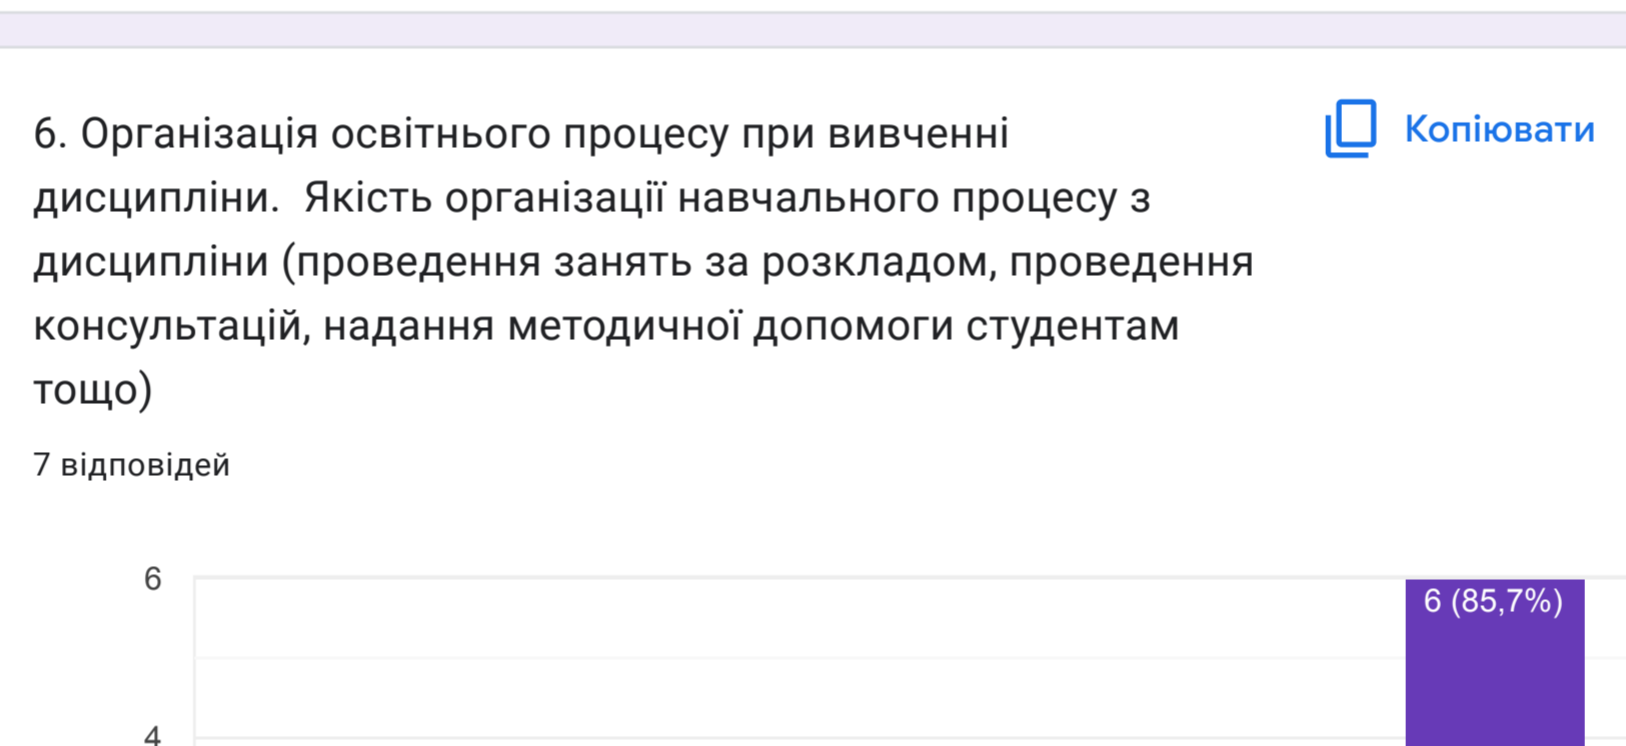 6. Організація освітнього процесу при вивченні
дисципліни.  Якість організації навчального процесу з
дисципліни (проведення занять за розкладом, проведення
консультацій, надання методичної допомоги студентам
тощо)
Копіювати
7 відповідей
6
6 (85,7%)
4